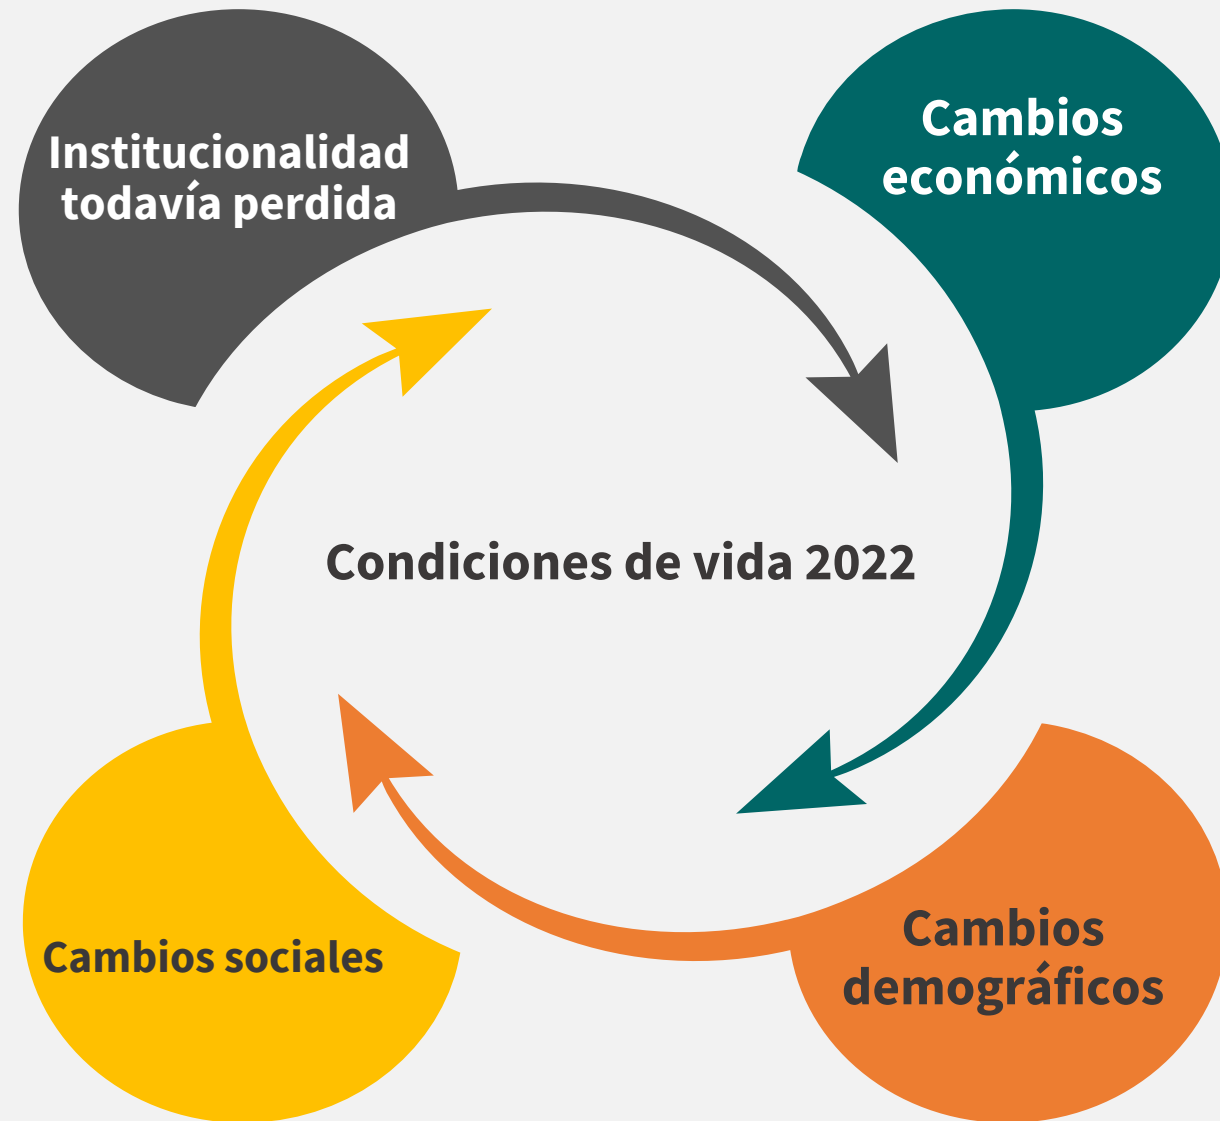 Institucionalidad
todavía perdida
Cambios
económicos
Condiciones de vida 2022
Cambios sociales
Cambios
demográficos